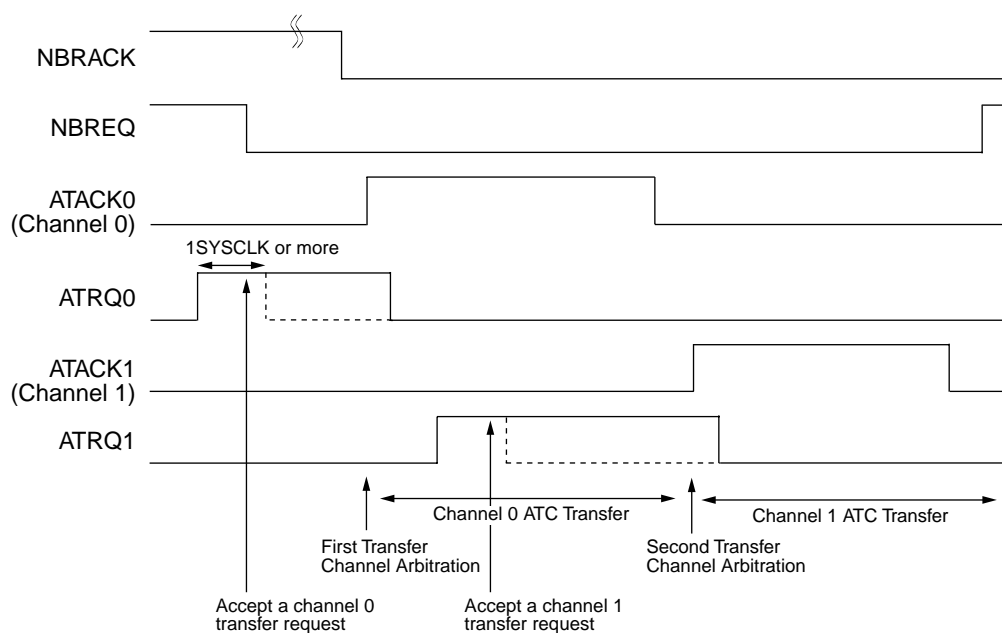 NBRACK
NBREQ
ATACK0
(Channel 0)
1SYSCLK or more
ATRQ0
ATACK1
(Channel 1)
ATRQ1
Channel 0 ATC Transfer
Channel 1 ATC Transfer
First Transfer
Channel Arbitration
Second Transfer
Channel Arbitration
Accept a channel 0
transfer request
Accept a channel 1
transfer request